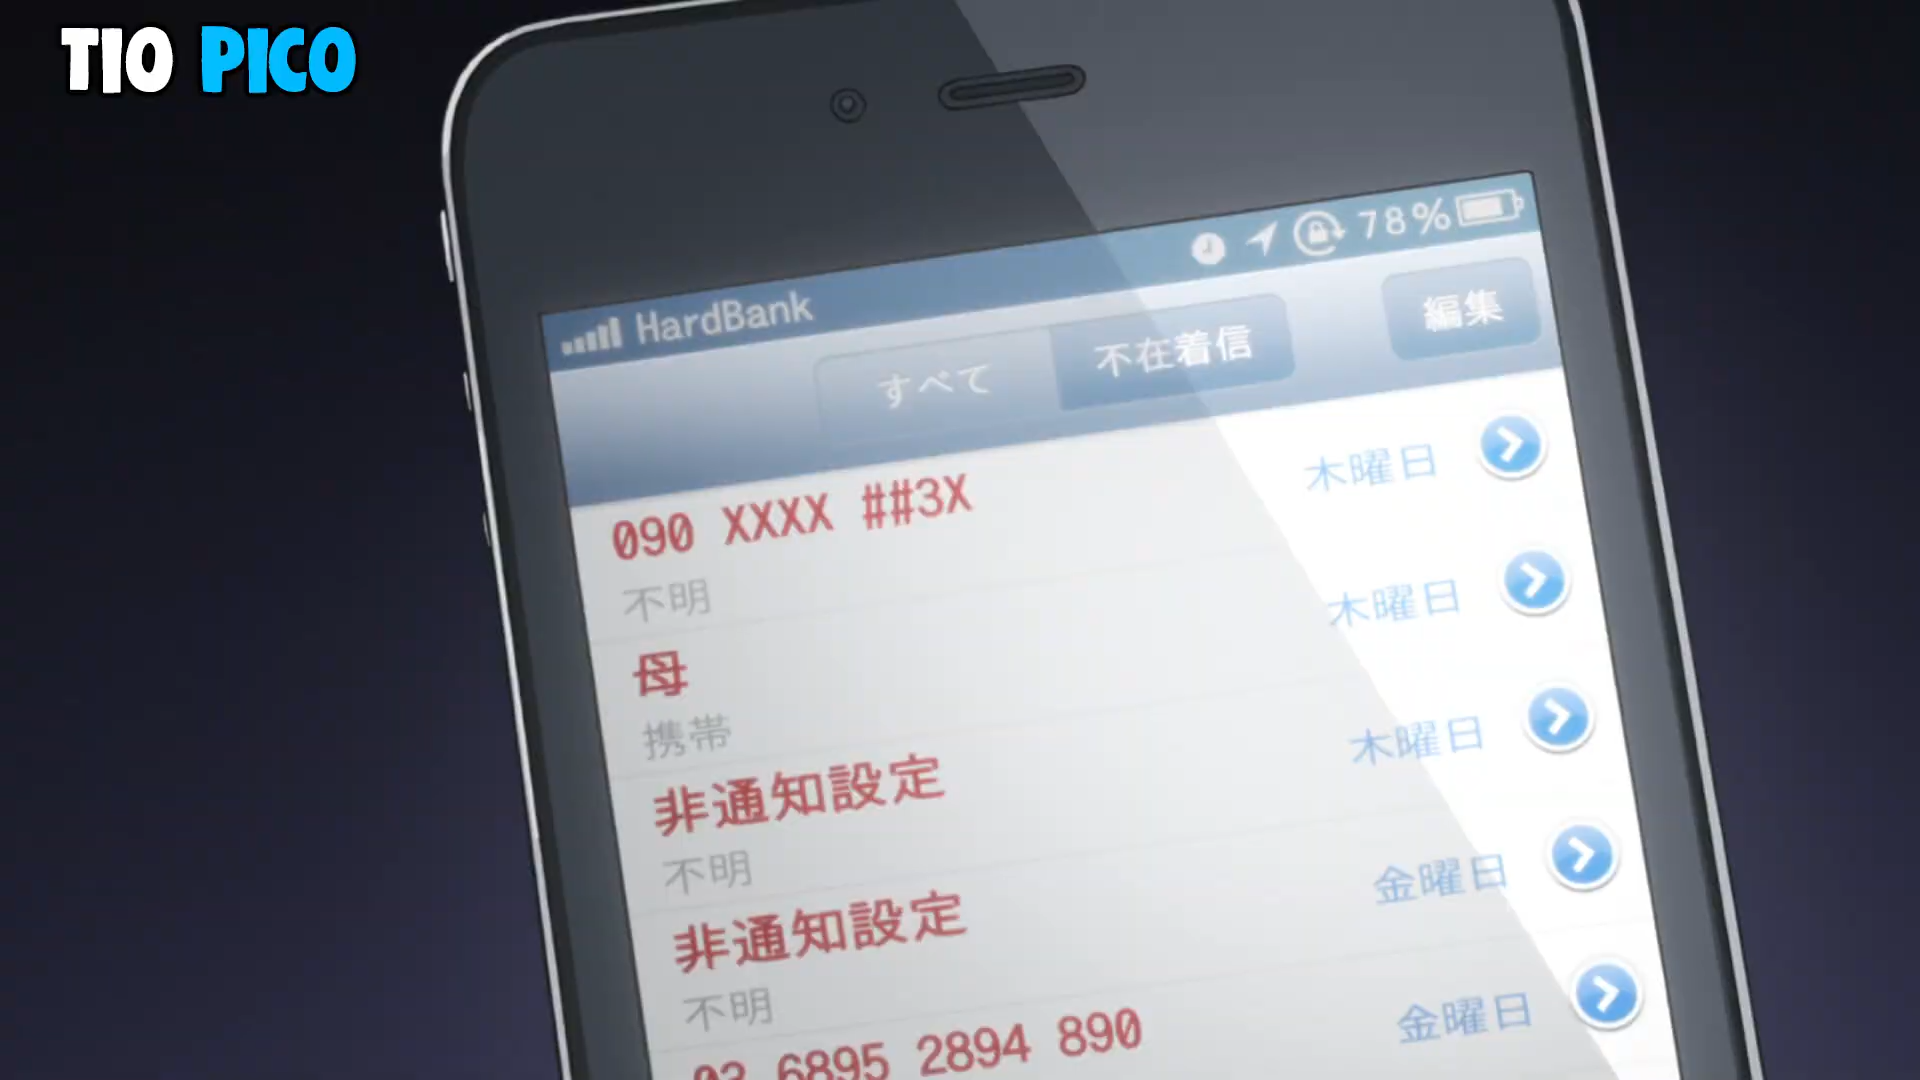 TIO PICO
HardBank 78%
すべて 不在着信 編集
090 XXXX ##3X 木曜日
不明
母 木曜日
携帯
非通知設定 木曜日
不明
非通知設定 金曜日
不明
03 6895 2894 890 金曜日